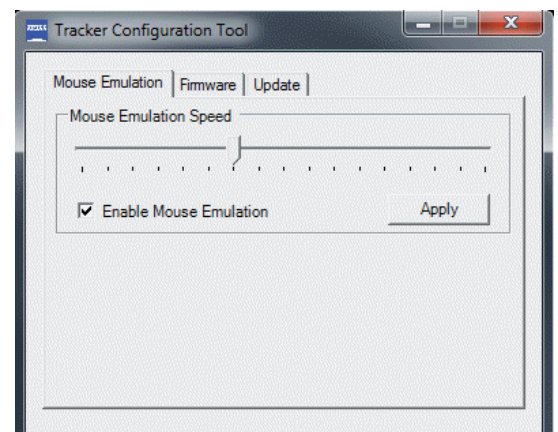 ZEISS
Tracker Configuration Tool
Mouse Emulation Firmware Update
Mouse Emulation Speed
Enable Mouse Emulation
Apply